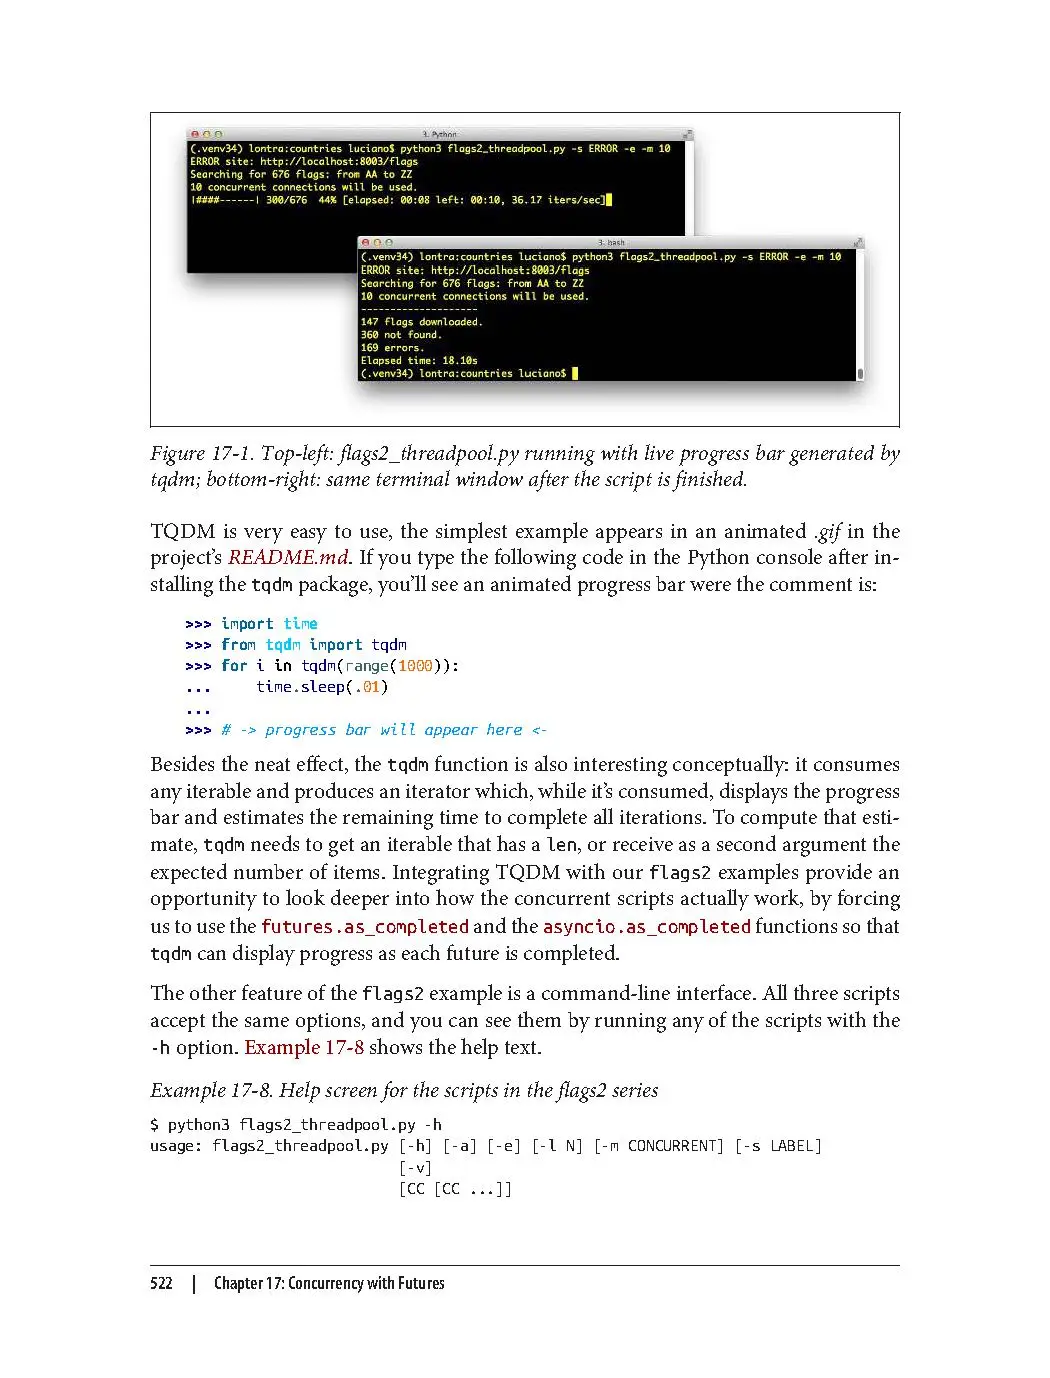 3. Python
(.venv34) lontra:countries luciano$ python3 flags2_threadpool.py -s ERROR -e -m 10
ERROR site: http://localhost:8003/flags
Searching for 676 flags: from AA to ZZ
10 concurrent connections will be used.
|####------| 300/676  44% [elapsed: 00:08 left: 00:10, 36.17 iters/sec]
3. bash
(.venv34) lontra:countries luciano$ python3 flags2_threadpool.py -s ERROR -e -m 10
ERROR site: http://localhost:8003/flags
Searching for 676 flags: from AA to ZZ
10 concurrent connections will be used.
--------------------
147 flags downloaded.
360 not found.
169 errors.
Elapsed time: 18.10s
(.venv34) lontra:countries luciano$
Figure 17-1. Top-left: flags2_threadpool.py running with live progress bar generated by
tqdm; bottom-right: same terminal window after the script is finished.
TQDM is very easy to use, the simplest example appears in an animated .gif in the
project’s README.md. If you type the following code in the Python console after in-
stalling the tqdm package, you’ll see an animated progress bar were the comment is:
>>> import time
>>> from tqdm import tqdm
>>> for i in tqdm(range(1000)):
...     time.sleep(.01)
...
>>> # -> progress bar will appear here <-
Besides the neat effect, the tqdm function is also interesting conceptually: it consumes
any iterable and produces an iterator which, while it’s consumed, displays the progress
bar and estimates the remaining time to complete all iterations. To compute that esti-
mate, tqdm needs to get an iterable that has a len, or receive as a second argument the
expected number of items. Integrating TQDM with our flags2 examples provide an
opportunity to look deeper into how the concurrent scripts actually work, by forcing
us to use the futures.as_completed and the asyncio.as_completed functions so that
tqdm can display progress as each future is completed.
The other feature of the flags2 example is a command-line interface. All three scripts
accept the same options, and you can see them by running any of the scripts with the
-h option. Example 17-8 shows the help text.
Example 17-8. Help screen for the scripts in the flags2 series
$ python3 flags2_threadpool.py -h
usage: flags2_threadpool.py [-h] [-a] [-e] [-l N] [-m CONCURRENT] [-s LABEL]
[-v]
[CC [CC ...]]
522 | Chapter 17: Concurrency with Futures